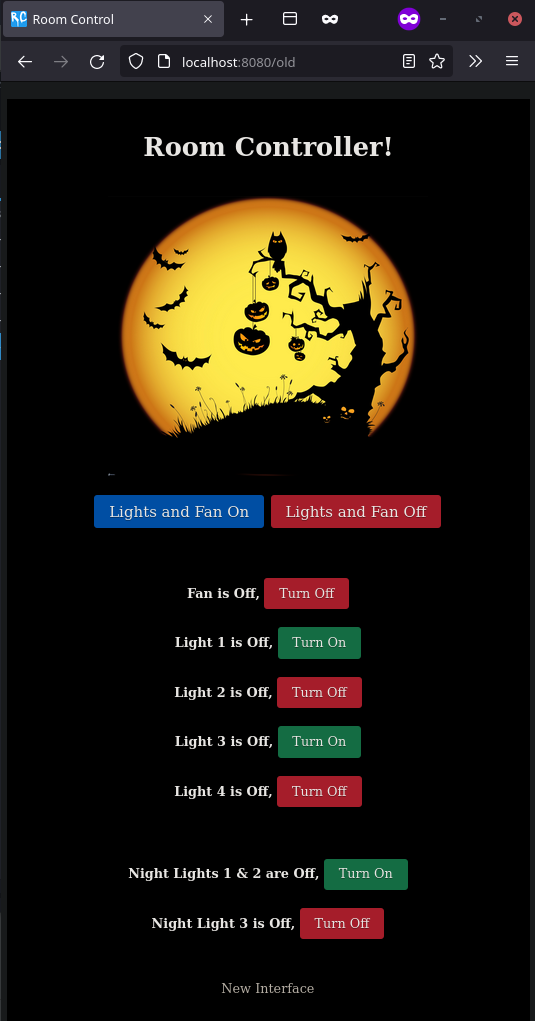 Room Control
localhost:8080/old
Room Controller!
Lights and Fan On Lights and Fan Off
Fan is Off, Turn Off
Light 1 is Off, Turn On
Light 2 is Off, Turn Off
Light 3 is Off, Turn On
Light 4 is Off, Turn Off
Night Lights 1 & 2 are Off, Turn On
Night Light 3 is Off, Turn Off
New Interface